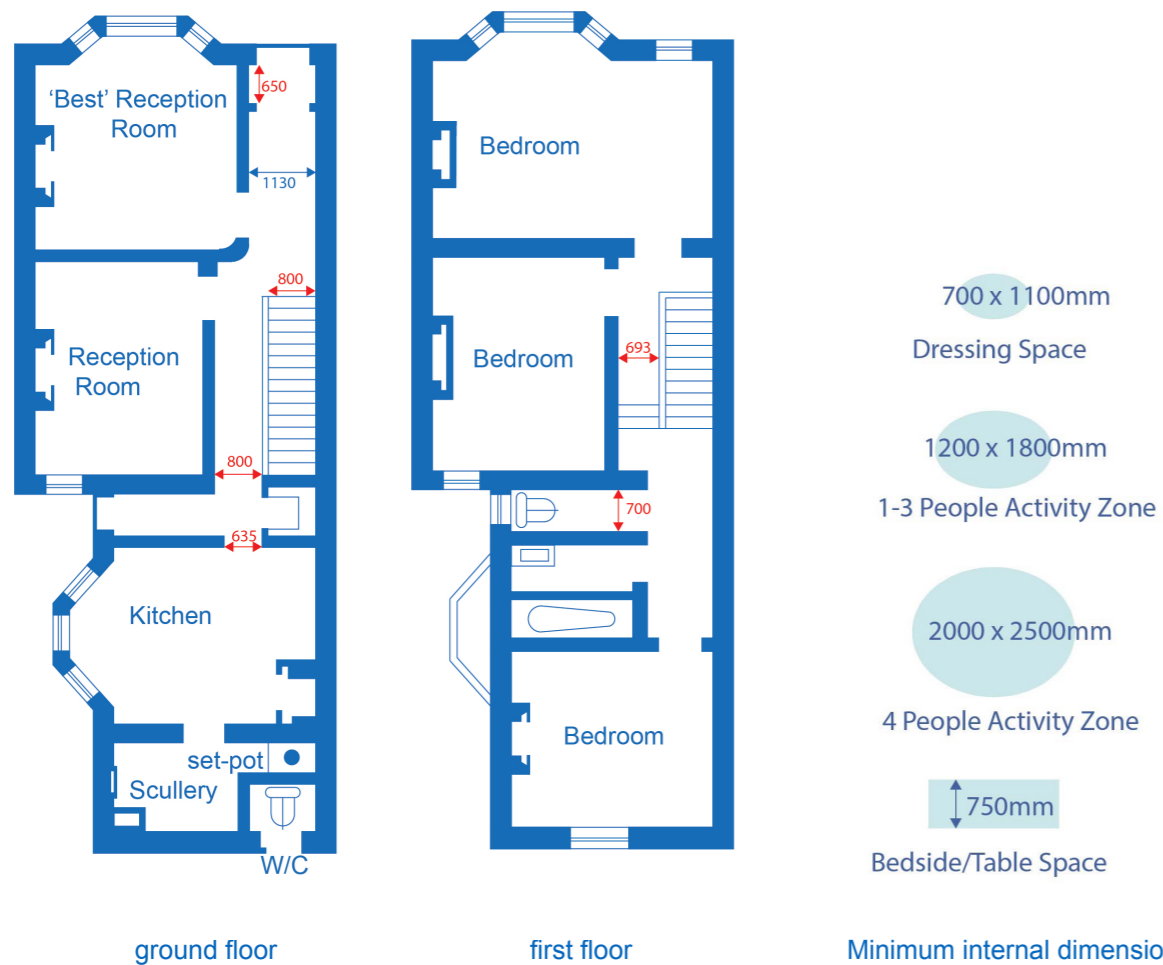 'Best' Reception
Room
650
1130
800
Reception
Room
800
635
Kitchen
set-pot
Scullery
W/C
ground floor
Bedroom
Bedroom
693
700
Bedroom
first floor
700 x 1100mm
Dressing Space
1200 x 1800mm
1-3 People Activity Zone
2000 x 2500mm
4 People Activity Zone
750mm
Bedside/Table Space
Minimum internal dimensio